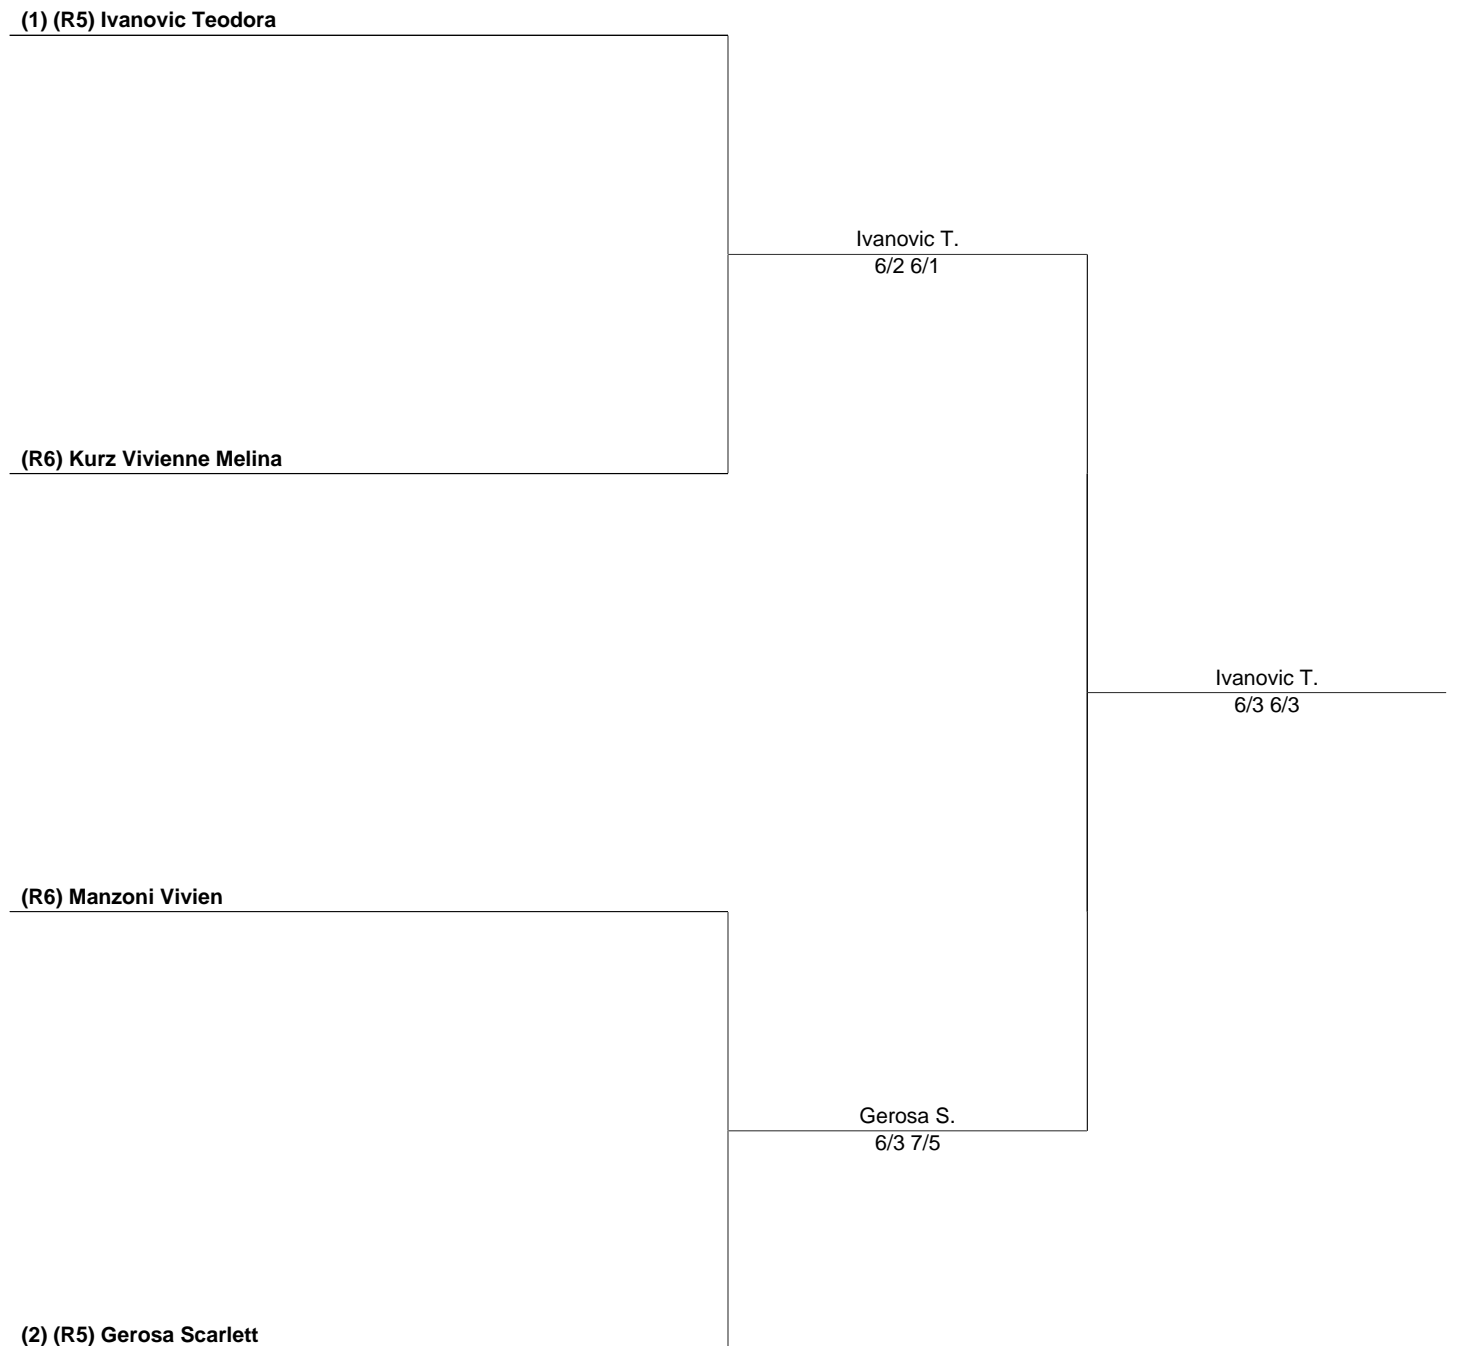 (1) (R5) Ivanovic Teodora
Ivanovic T.
6/2 6/1
(R6) Kurz Vivienne Melina
Ivanovic T.
6/3 6/3
(R6) Manzoni Vivien
Gerosa S.
6/3 7/5
(2) (R5) Gerosa Scarlett